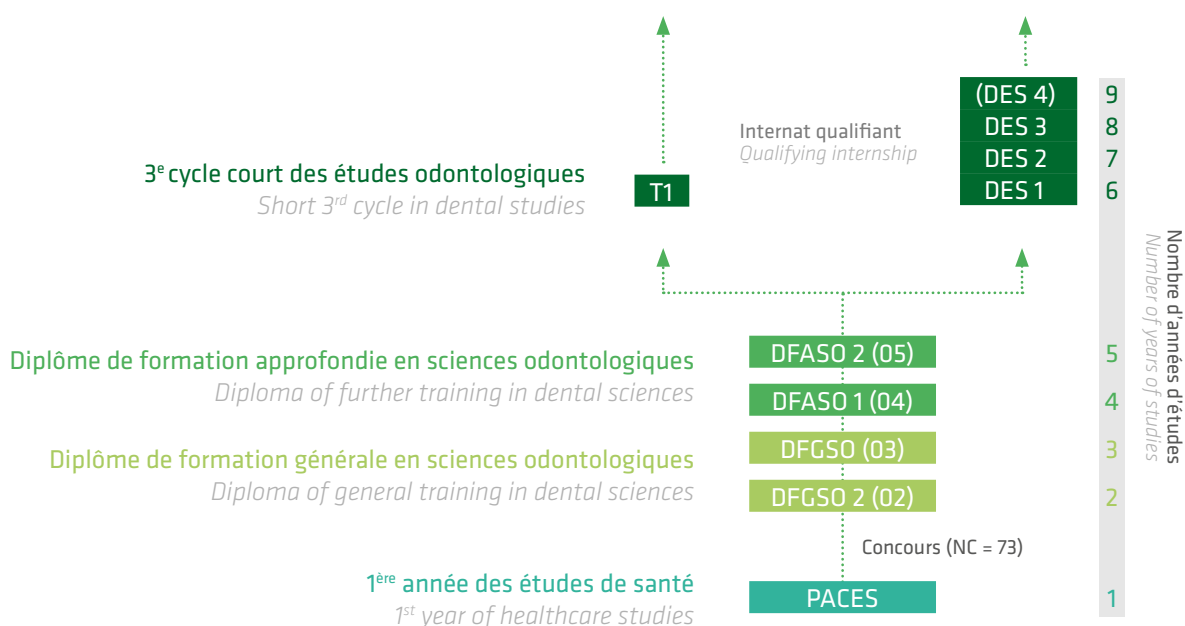 (DES 4)
9
DES 3
8
DES 2
7
DES 1
6
Internat qualifiant
Qualifying internship
3e cycle court des études odontologiques
Short 3rd cycle in dental studies
T1
Diplôme de formation approfondie en sciences odontologiques
Diploma of further training in dental sciences
DFASO 2 (05)
5
DFASO 1 (04)
4
Diplôme de formation générale en sciences odontologiques
Diploma of general training in dental sciences
DFGSO (03)
3
DFGSO 2 (02)
2
Concours (NC = 73)
1ère année des études de santé
1st year of healthcare studies
PACES
1
Nombre d'années d'études
Number of years of studies